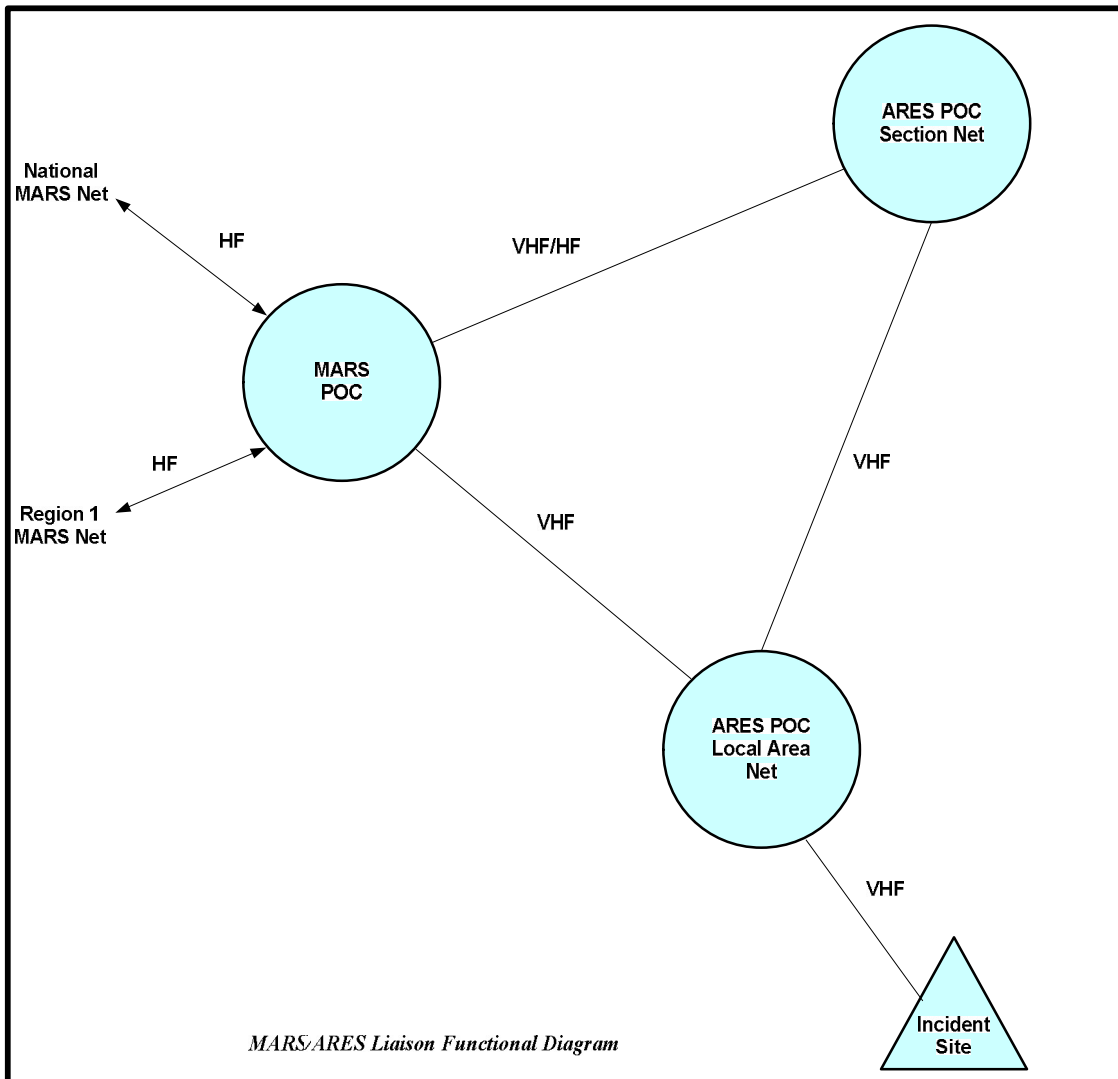 ARES POC
Section Net
National
MARS Net
HF
VHF/HF
MARS
POC
HF
VHF
Region 1
MARS Net
VHF
ARES POC
Local Area
Net
VHF
Incident
Site
MARS/ARES Liaison Functional Diagram